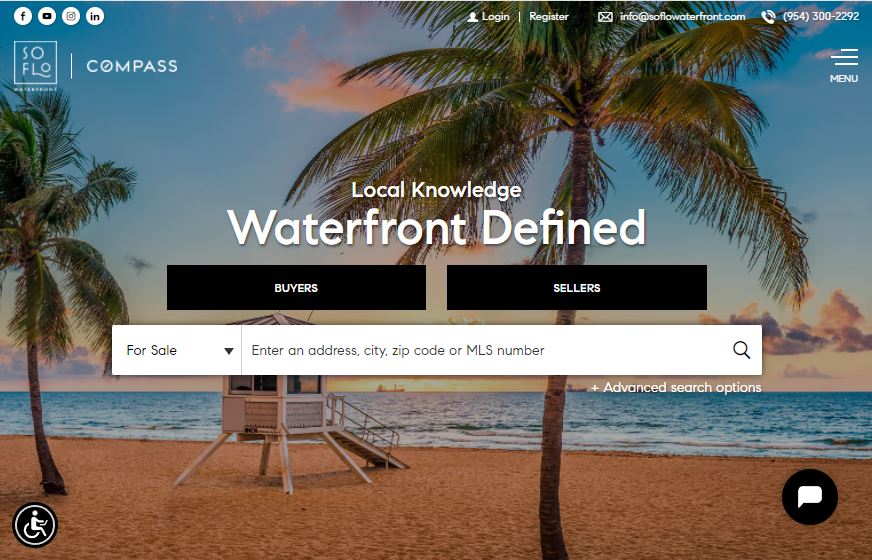 Login | Register
info@soflowaterfront.com
(954) 300-2292
SO
FLO
WATERFRONT
COMPASS
MENU
Local Knowledge
Waterfront Defined
BUYERS
SELLERS
For Sale
Enter an address, city, zip code or MLS number
+ Advanced search options